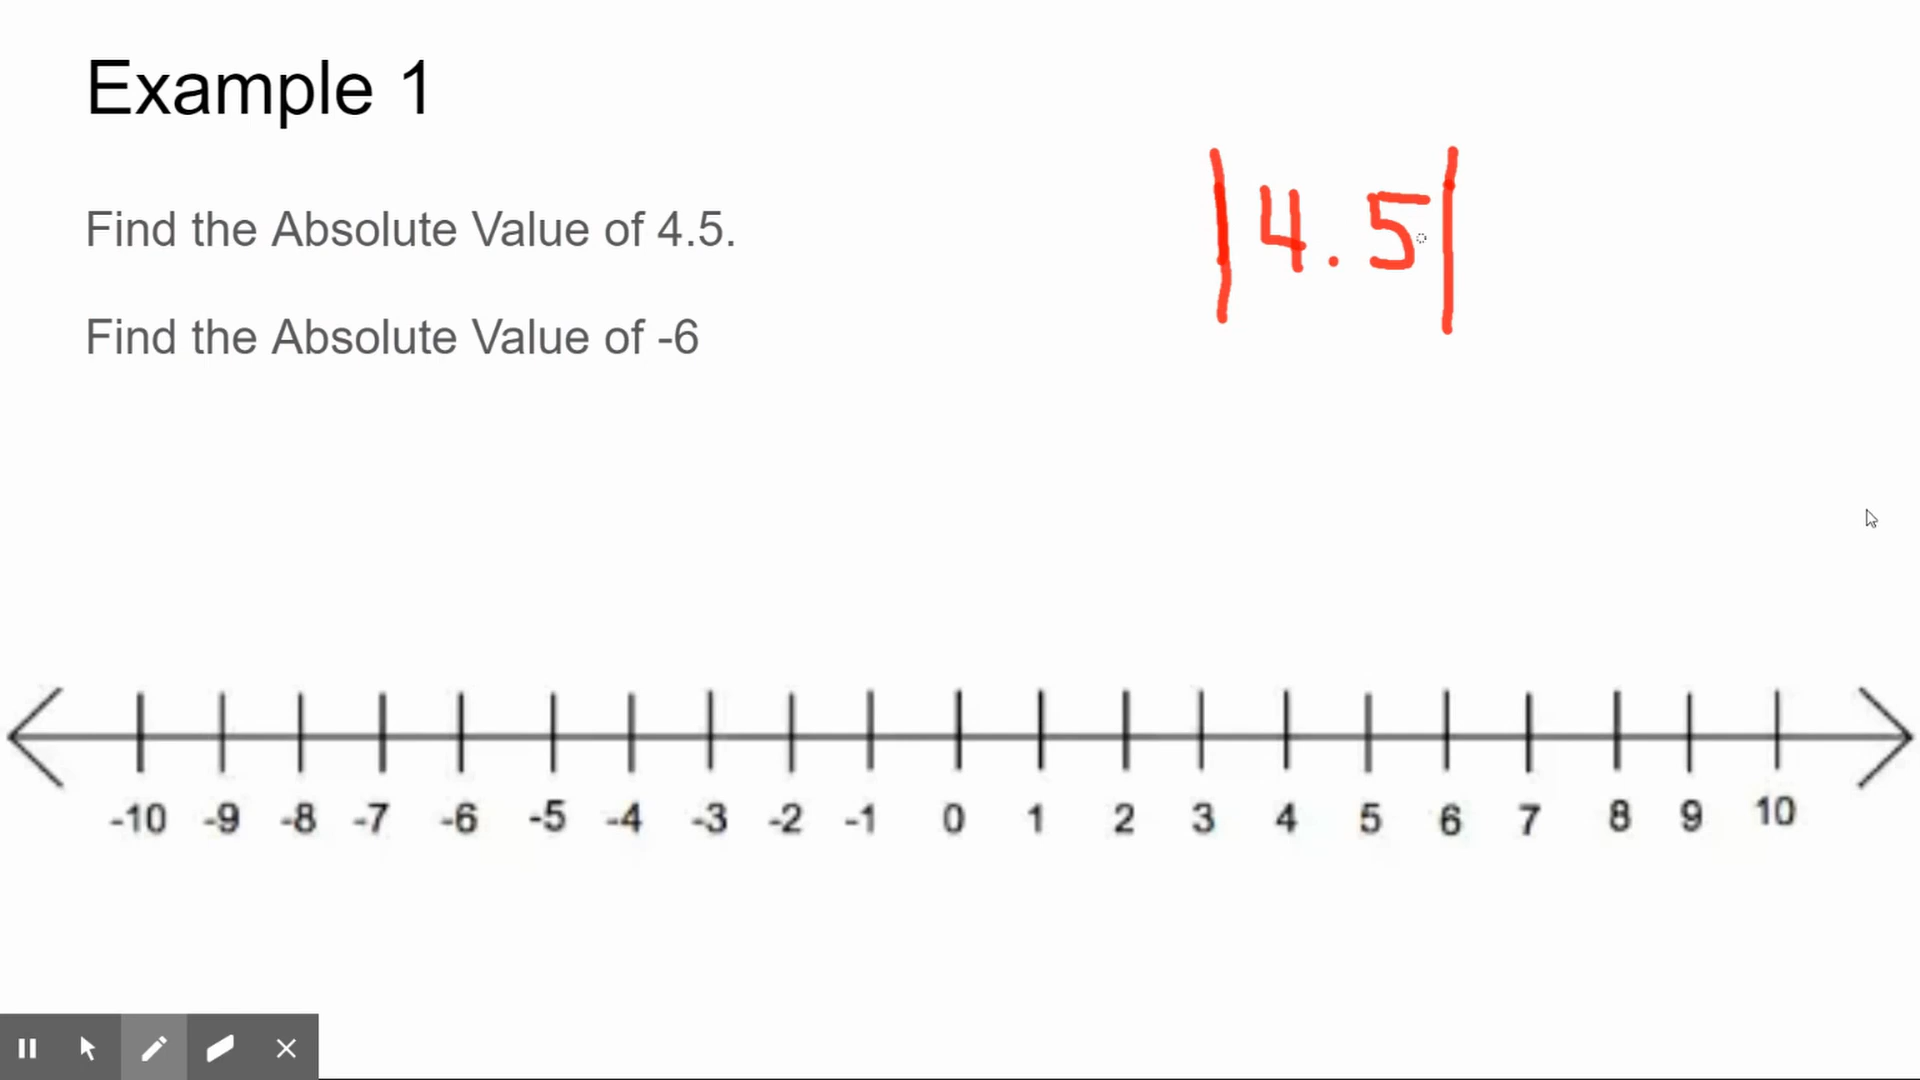 Example 1
Find the Absolute Value of 4.5.
|4.5|
Find the Absolute Value of -6
-10 -9 -8 -7 -6 -5 -4 -3 -2 -1 0 1 2 3 4 5 6 7 8 9 10